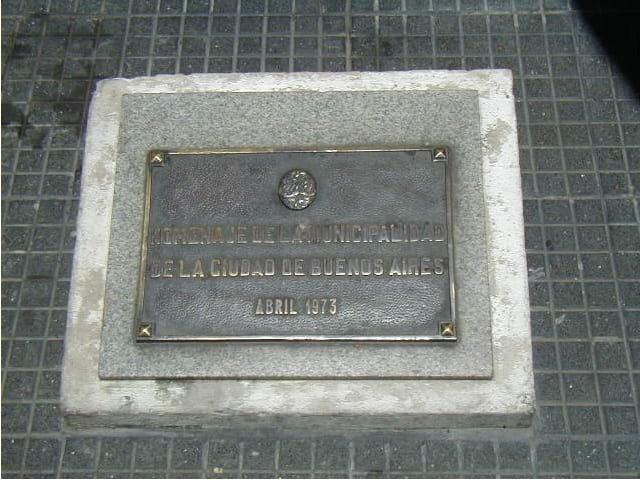 HOMENAJE DE LA MUNICIPALIDAD
DE LA CIUDAD DE BUENOS AIRES
ABRIL 1973